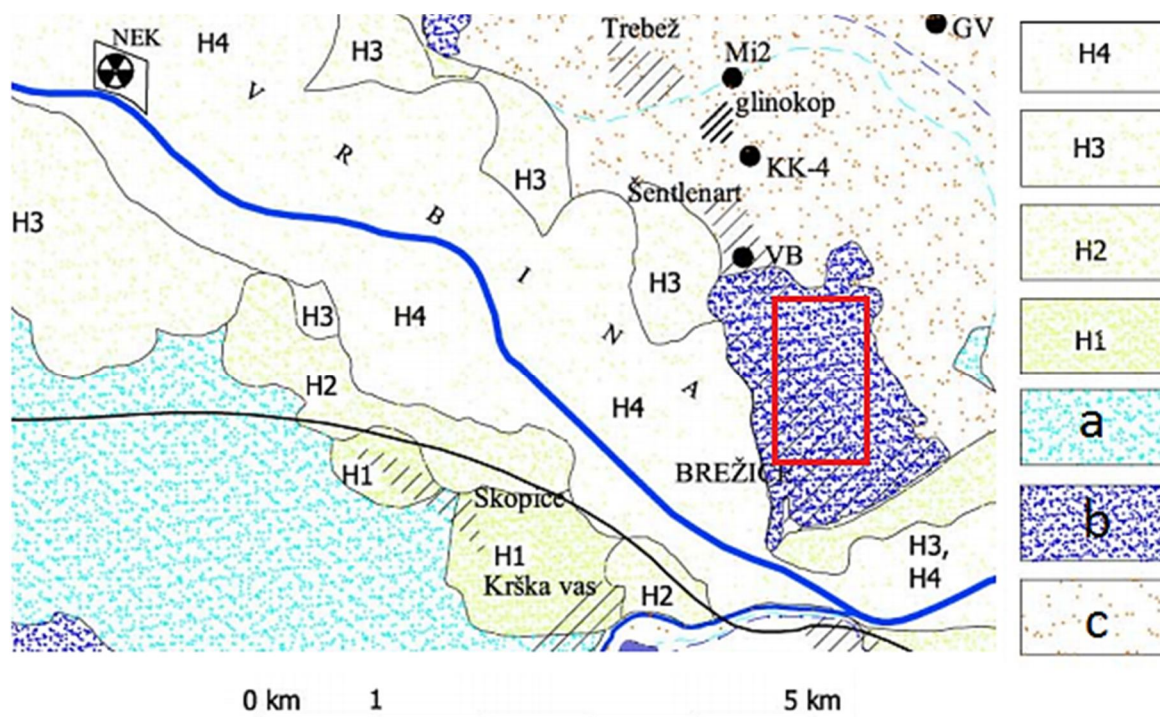 NEK
H4
H3
Trebež
Mi2
GV
glinokop
KK-4
V
R
B
I
N
A
H3
Šentlenart
VB
H3
H3
H3
H4
H2
H4
BREŽICE
H1
Skopice
H1
Krška vas
H2
H3,
H4
H4
H3
H2
H1
a
b
c
0 km 1 5 km